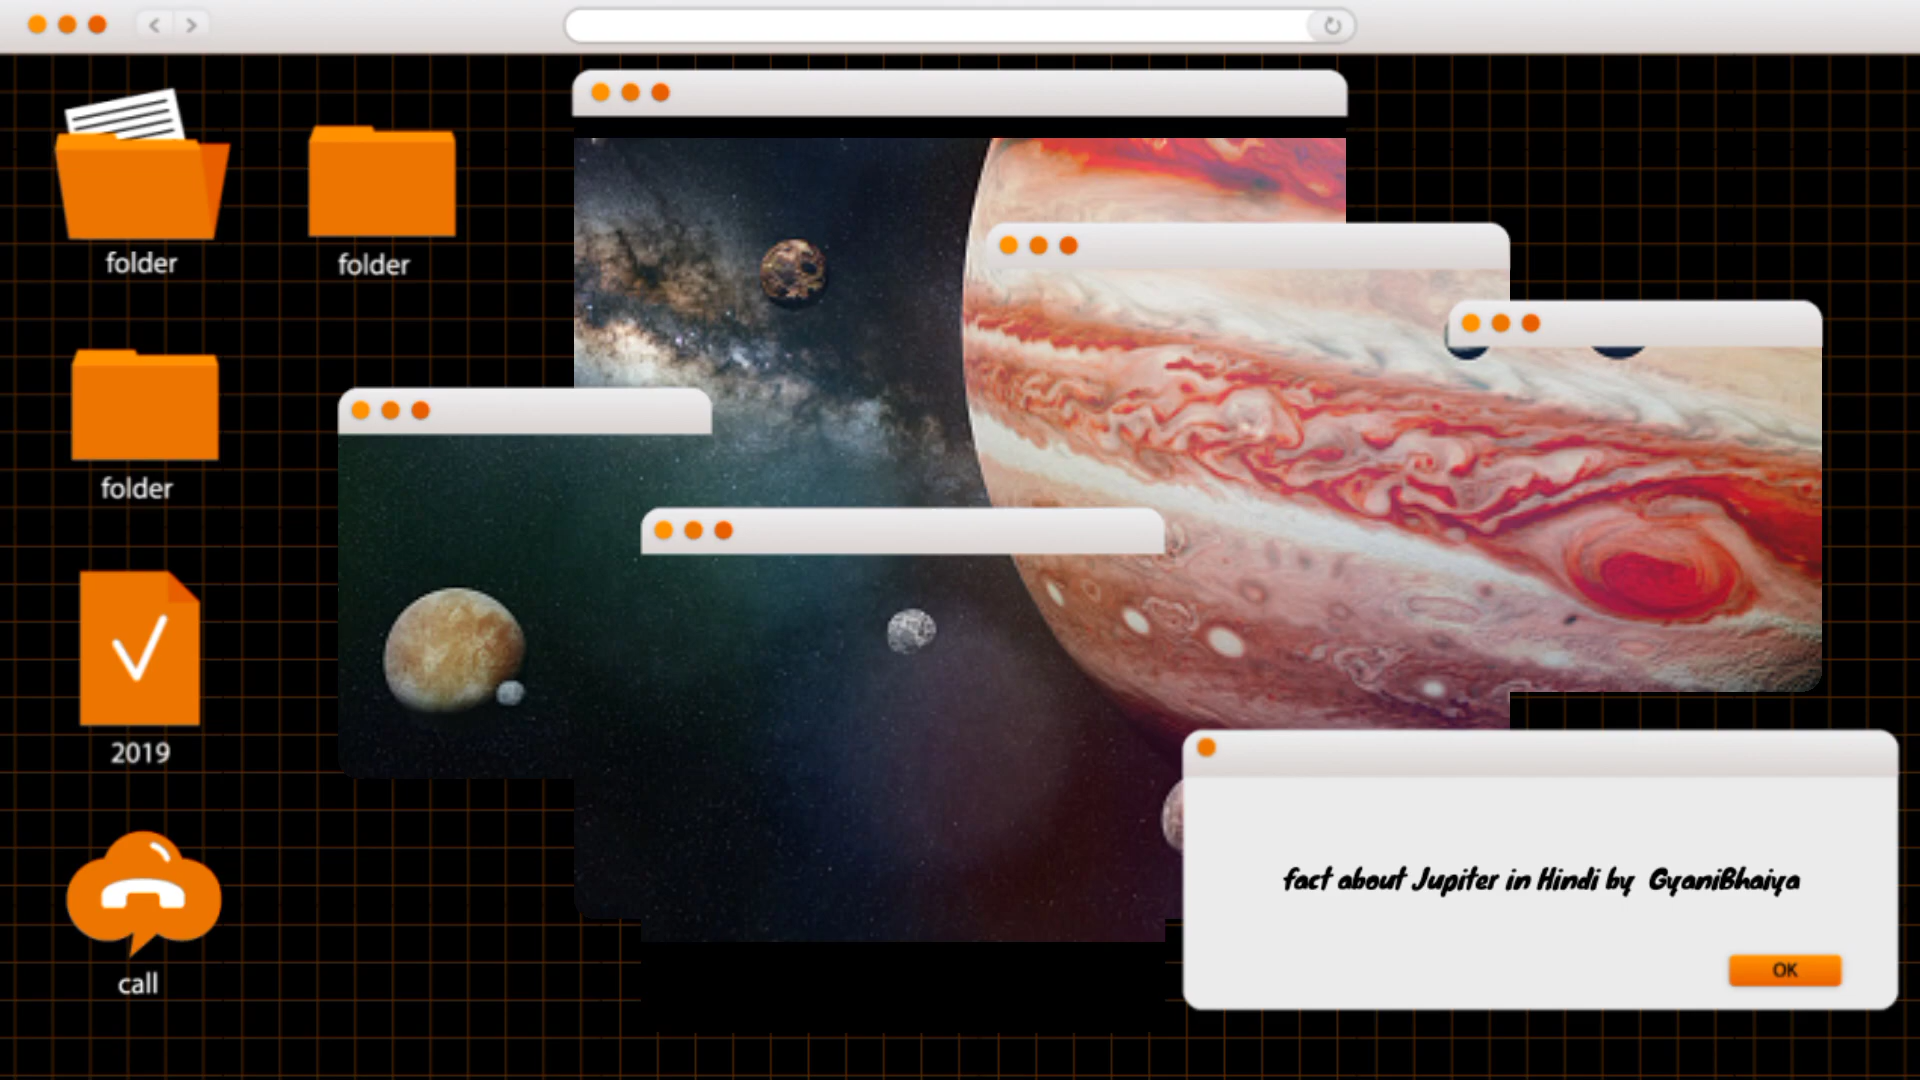 folder
folder
folder
2019
call
fact about Jupiter in Hindi by GyaniBhaiya
OK